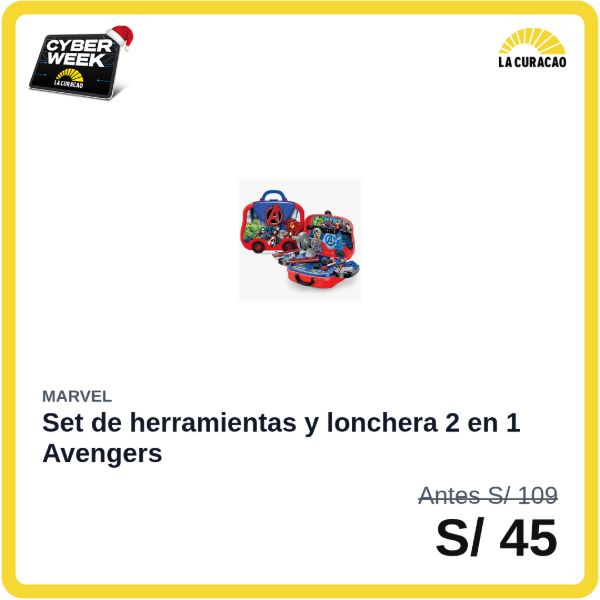 CYBER
WEEK
LA CURACAO
LA CURACAO
MARVEL
Set de herramientas y lonchera 2 en 1
Avengers
Antes S/ 109
S/ 45